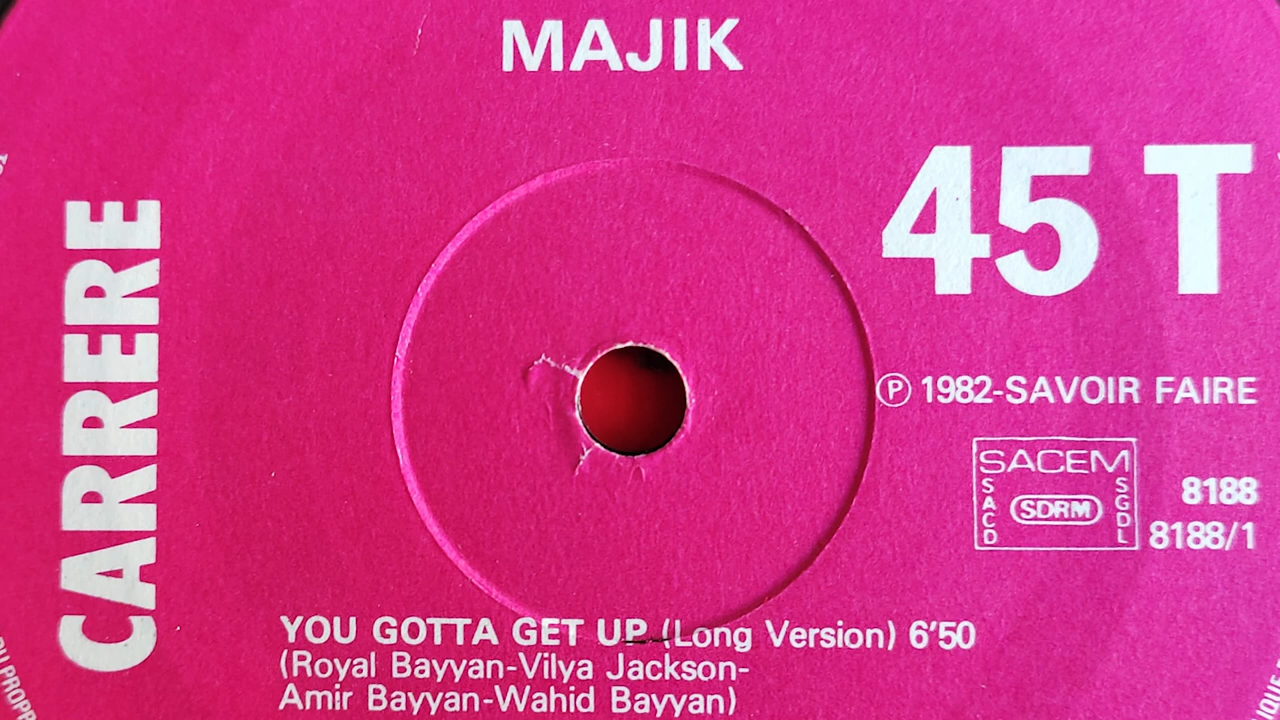 MAJIK
45 T
CARRERE
Ⓟ 1982-SAVOIR FAIRE
SACEM
SACD
SDRM
SGDL
8188
8188/1
YOU GOTTA GET UP (Long Version) 6'50
(Royal Bayyan-Vilya Jackson-
Amir Bayyan-Wahid Bayyan)